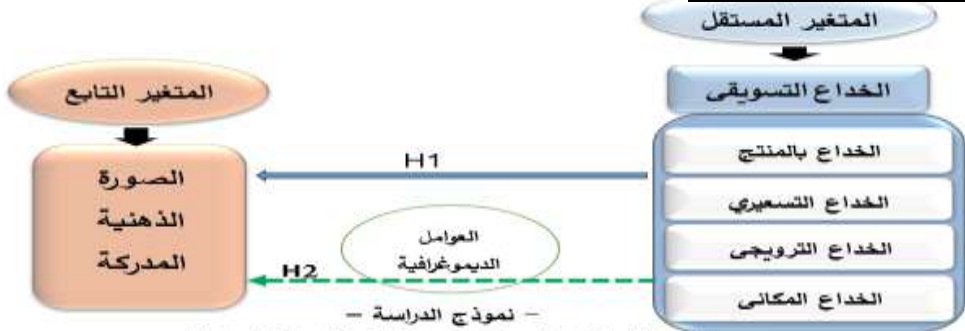 المتغير المستقل
الخداع التسويقى
الخداع بالمنتج
الخداع التسعيري
الخداع الترويجى
الخداع المكانى
H1
العوامل
الديموغرافية
H2
المتغير التابع
الصورة
الذهنية
المدركة
– نموذج الدراسة –